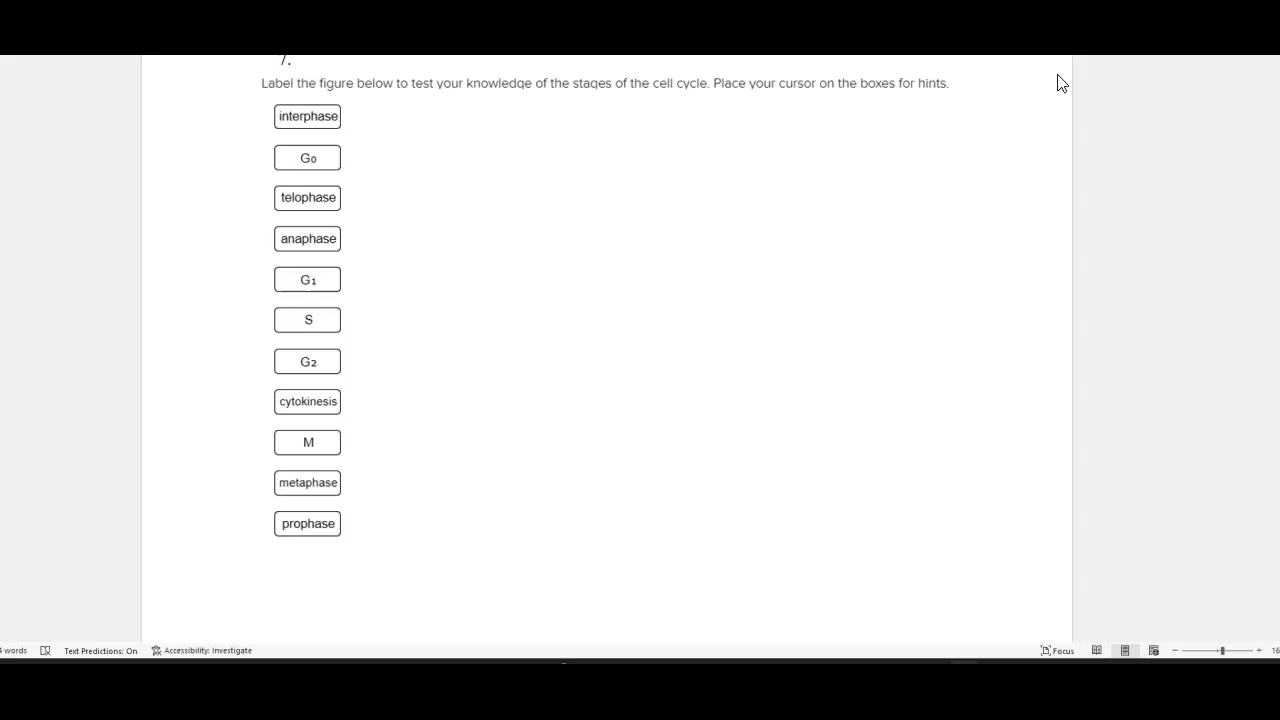 7.
Label the figure below to test your knowledge of the stages of the cell cycle. Place your cursor on the boxes for hints.
interphase
G₀
telophase
anaphase
G₁
S
G₂
cytokinesis
M
metaphase
prophase
words Text Predictions: On Accessibility: Investigate Focus 16